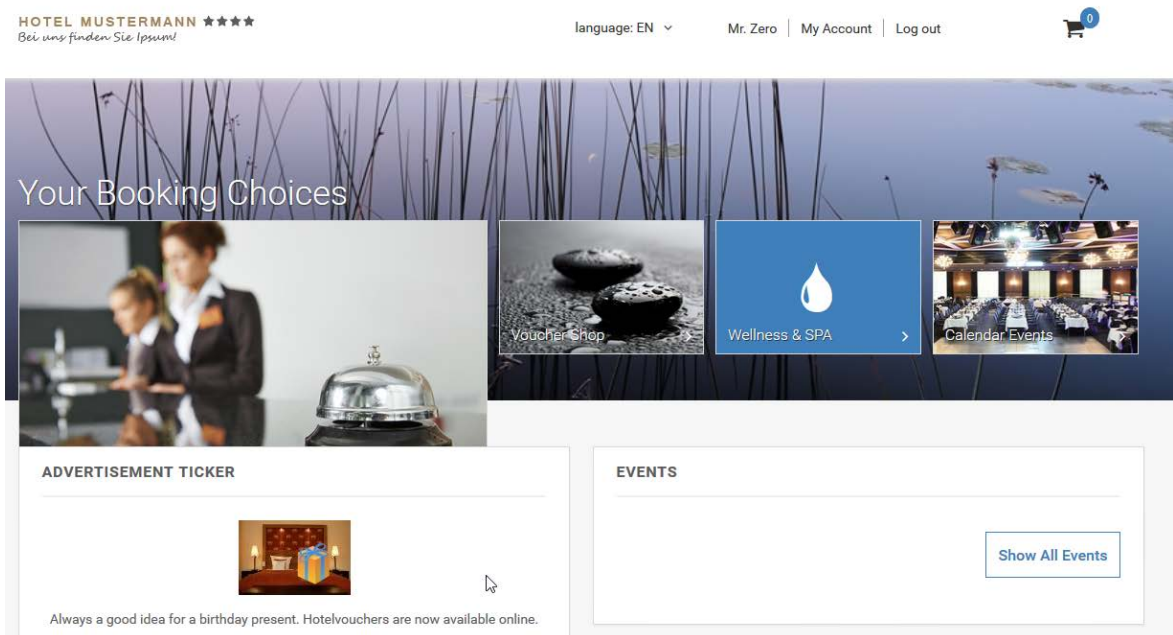 HOTEL MUSTERMANN ★★★★
Bei uns finden Sie Ipsum!
language: EN
Mr. Zero | My Account | Log out
0
Your Booking Choices
Voucher Shop
Wellness & SPA
Calendar Events
ADVERTISEMENT TICKER
Always a good idea for a birthday present. Hotelvouchers are now available online.
EVENTS
Show All Events